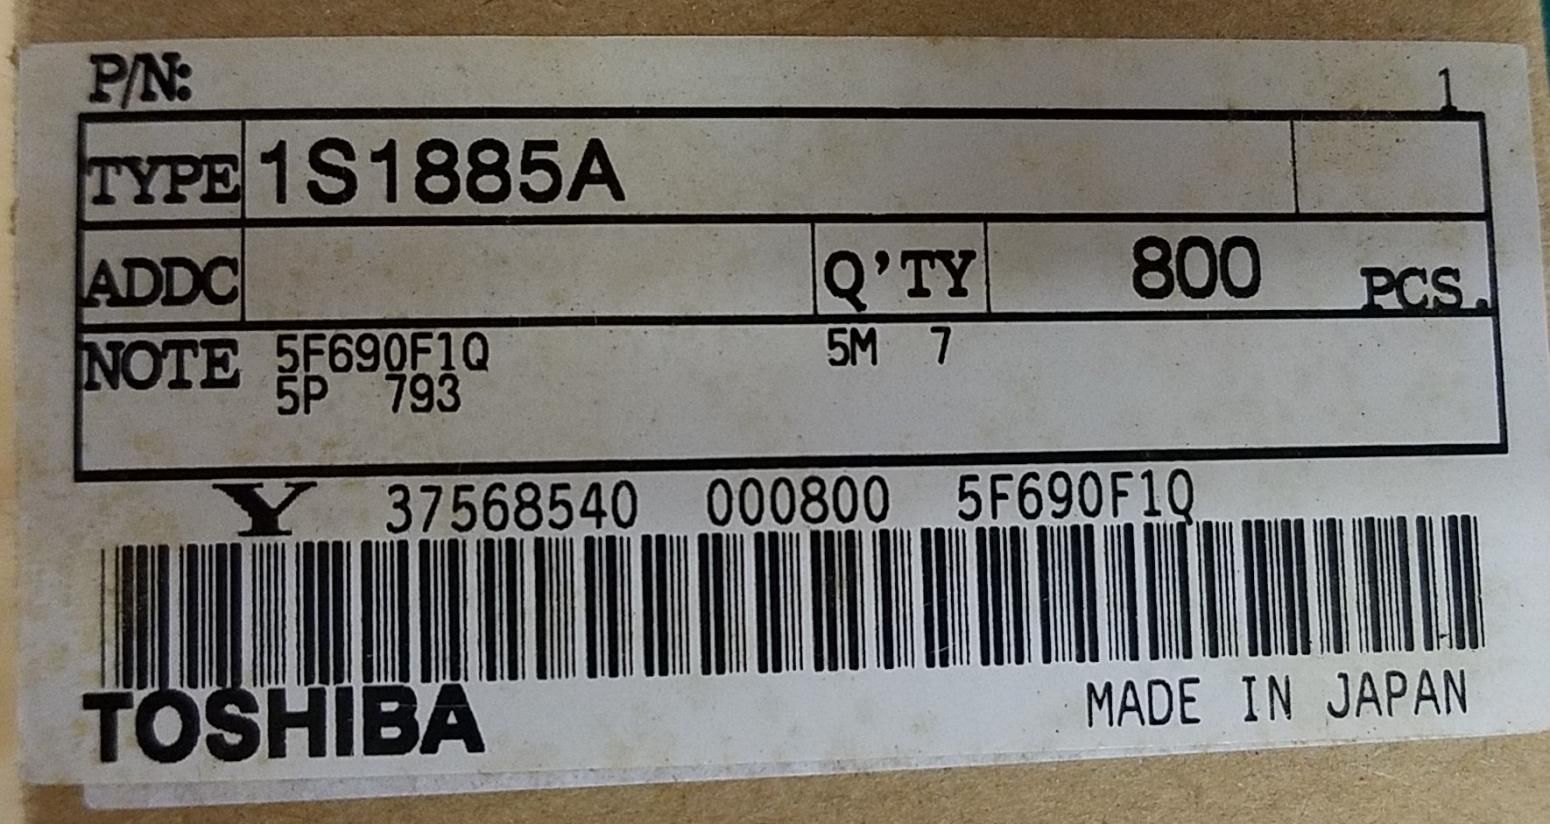 P/N:
1
TYPE 1S1885A
ADDC Q'TY 800 PCS.
NOTE 5F690F1Q 5M 7
5P 793
Y 37568540 000800 5F690F1Q
TOSHIBA MADE IN JAPAN